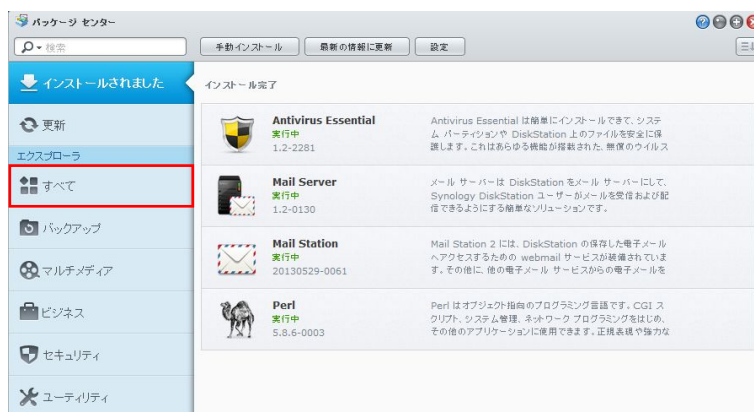 パッケージ センター
検索
手動インストール
最新の情報に更新
設定
インストールされました
更新
エクスプローラ
すべて
バックアップ
マルチメディア
ビジネス
セキュリティ
ユーティリティ
インストール完了
Antivirus Essential
実行中
1.2-2281
Antivirus Essential は簡単にインストールできて、システ
ム パーティションや DiskStation 上のファイルを安全に保
護します。これはあらゆる機能が搭載された、無償のウイルス
Mail Server
実行中
1.2-0130
メール サーバーは DiskStation をメール サーバーにして、
Synology DiskStation ユーザーがメールを受信および配
信できるようにする簡単なソリューションです。
Mail Station
実行中
20130529-0061
Mail Station 2 には、DiskStation の保存した電子メール
へアクセスするための webmail サービスが装備されていま
す。その他に、他の電子メール サービスからの電子メールを
Perl
実行中
5.8.6-0003
Perl はオブジェクト指向のプログラミング言語です。CGI ス
クリプト、システム管理、ネットワーク プログラミングをはじめ、
その他のアプリケーションに使用できます。正規表現や強力な